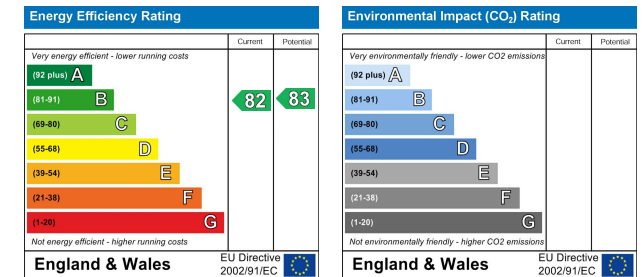 Energy Efficiency Rating
Current Potential
Very energy efficient - lower running costs
(92 plus) A
(81-91) B
82 83
(69-80) C
(55-68) D
(39-54) E
(21-38) F
(1-20) G
Not energy efficient - higher running costs
England & Wales
EU Directive
2002/91/EC
Environmental Impact (CO₂) Rating
Current Potential
Very environmentally friendly - lower CO2 emissions
(92 plus) A
(81-91) B
(69-80) C
(55-68) D
(39-54) E
(21-38) F
(1-20) G
Not environmentally friendly - higher CO2 emissions
England & Wales
EU Directive
2002/91/EC